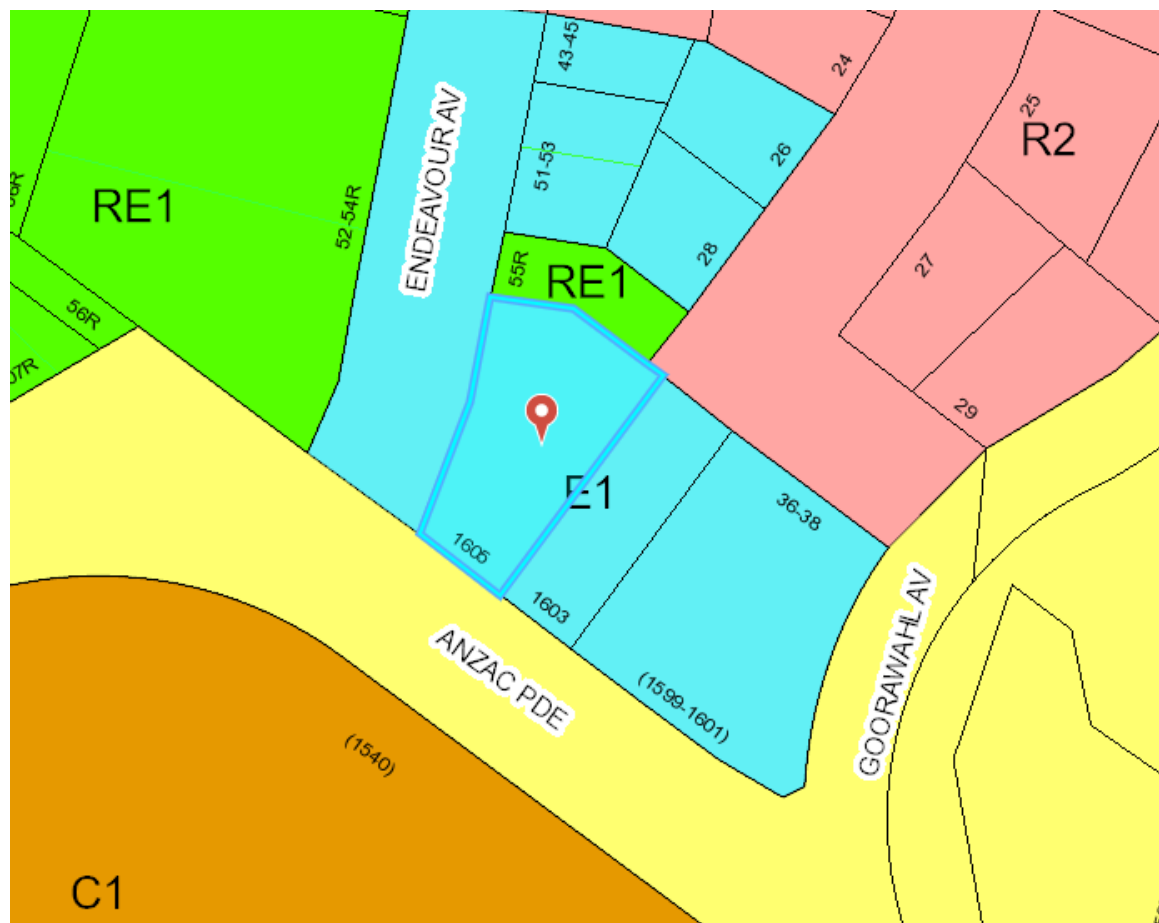 43-45
24
ENDEAVOUR AV
25
R2
51-53
26
RE1
52-54R
28
27
55R
RE1
56R
29
E1
36-38
1605
1603
ANZAC PDE
(1599-1601)
GOORAWAHL AV
(1540)
C1